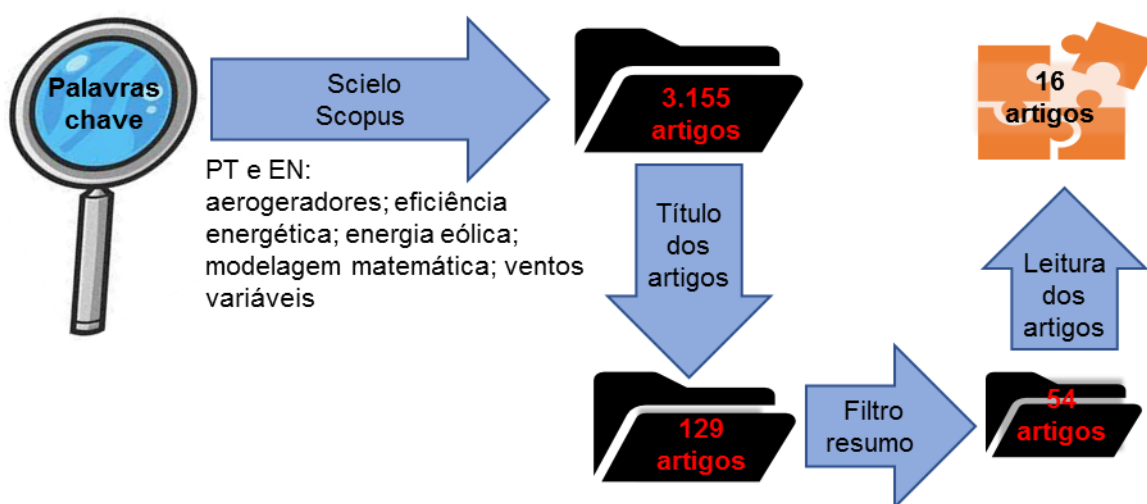 Palavras
chave
Scielo
Scopus
PT e EN:
aerogeradores; eficiência
energética; energia eólica;
modelagem matemática; ventos
variáveis
3.155
artigos
Título
dos
artigos
129
artigos
Filtro
resumo
54
artigos
Leitura
dos
artigos
16
artigos